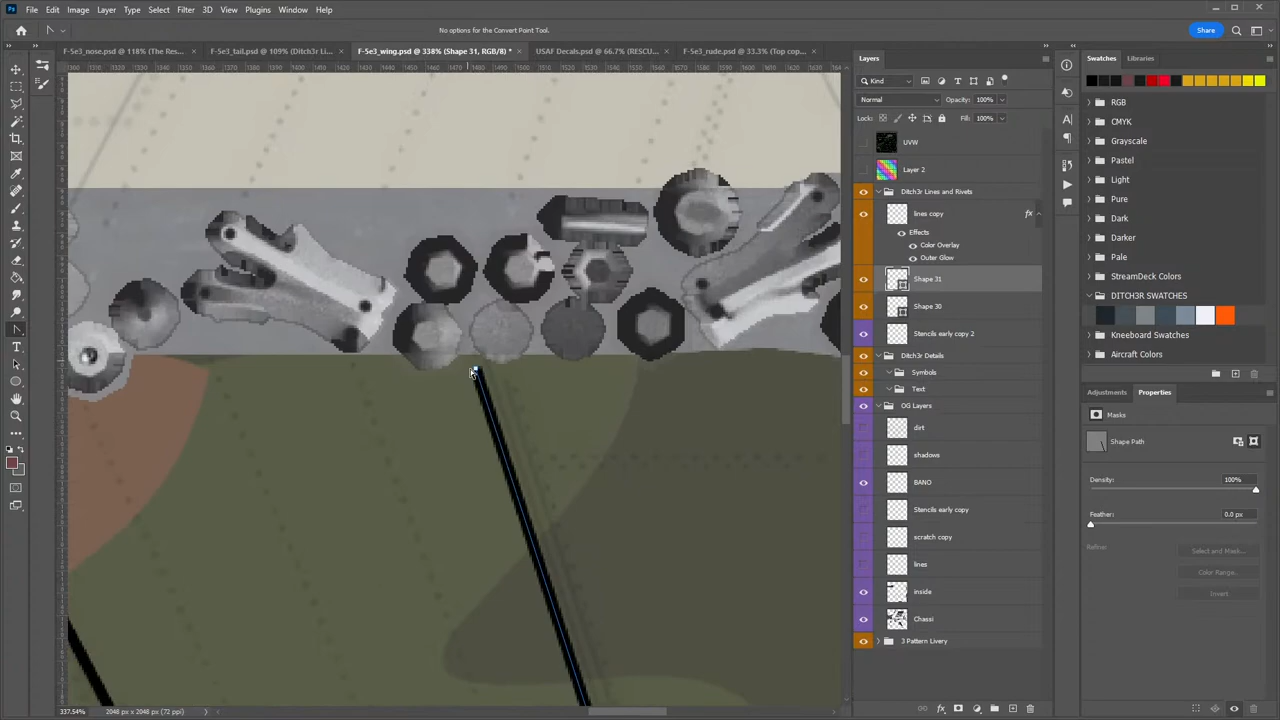 File Edit Image Layer Type Select Filter 3D View Plugins Window Help
No options for the Convert Point Tool.
Share
F-5e3_nose.psd @ 118% (The Res... × F-5e3_tail.psd @ 109% (Ditch3r Li... × F-5e3_wing.psd @ 338% (Shape 31, RGB/8) * × USAF Decals.psd @ 66.7% (RESCU... × F-5e3_rude.psd @ 33.3% (Top cop... ×
Layers
Kind
Normal Opacity: 100%
Lock: Fill: 100%
UVW
Layer 2
Ditch3r Lines and Rivets
lines copy fx
Effects
Color Overlay
Outer Glow
Shape 31
Shape 30
Stencils early copy 2
Ditch3r Details
Symbols
Text
OG Layers
dirt
shadows
BANO
Stencils early copy
scratch copy
lines
inside
Chassi
3 Pattern Livery
Swatches Libraries
RGB
CMYK
Grayscale
Pastel
Light
Pure
Dark
Darker
Pale
StreamDeck Icons
DITCH3R SWATCHES
Kneeboard Swatches
Aircraft Colors
Adjustments Properties
Masks
Shape Path
Density: 100%
Feather: 0.0 px
Refine:
Select and Mask...
Color Range...
Invert
337.54% 2048 px x 2048 px (72 ppi)